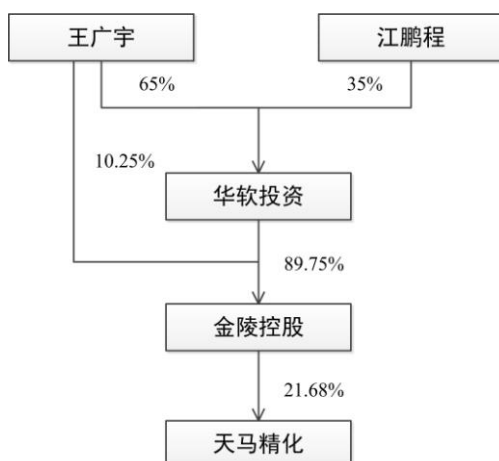 王广宇
江鹏程
65%
35%
10.25%
华软投资
89.75%
金陵控股
21.68%
天马精化